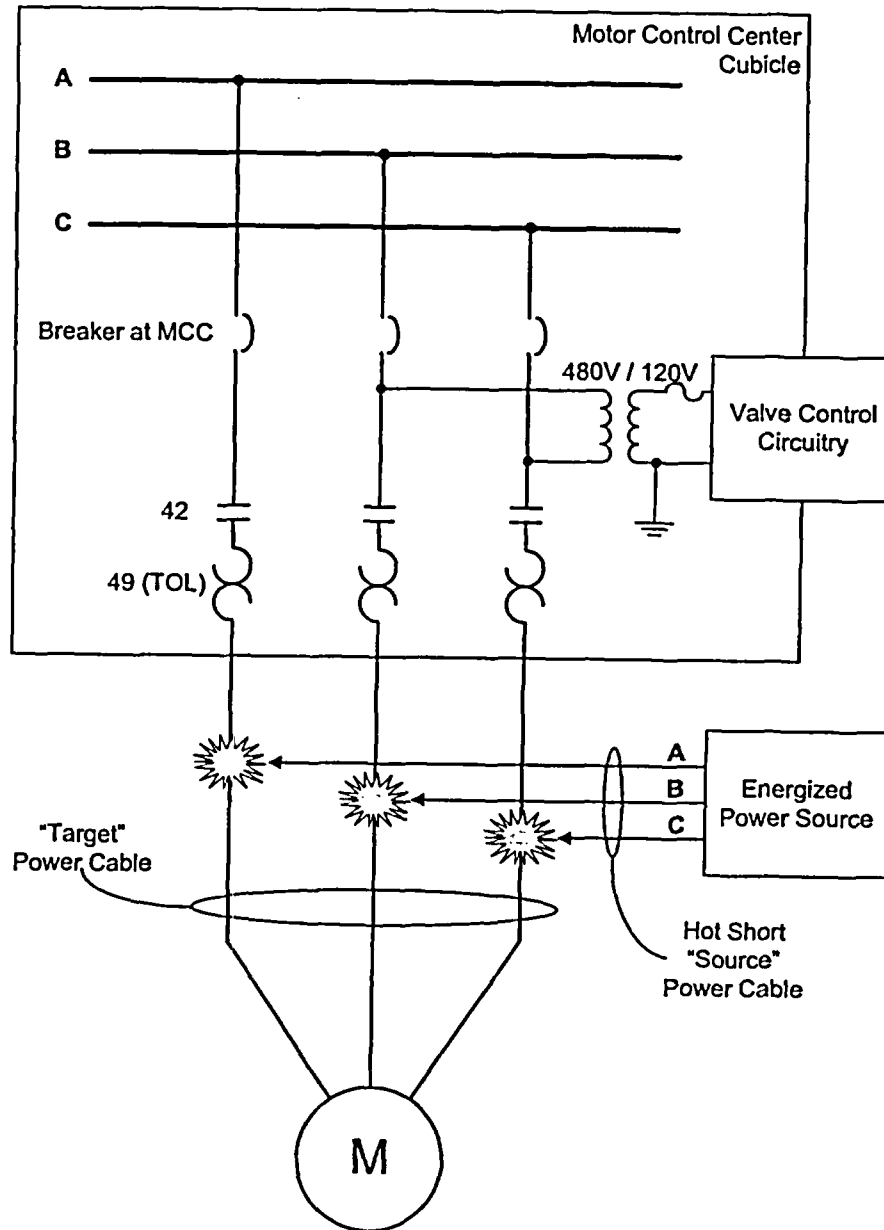 Motor Control Center
Cubicle
A
B
C
Breaker at MCC
480V / 120V
Valve Control
Circuitry
42
49 (TOL)
A
B
C
Energized
Power Source
"Target"
Power Cable
Hot Short
"Source"
Power Cable
M